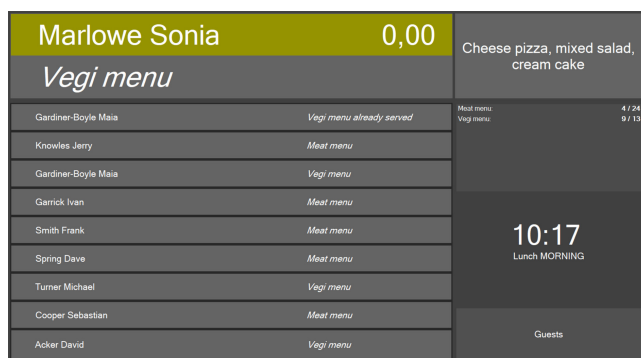 Marlowe Sonia 0,00
Vegi menu
Cheese pizza, mixed salad,
cream cake
Gardiner-Boyle Maia Vegi menu already served
Knowles Jerry Meat menu
Gardiner-Boyle Maia Vegi menu
Garrick Ivan Meat menu
Smith Frank Meat menu
Spring Dave Meat menu
Turner Michael Vegi menu
Cooper Sebastian Meat menu
Acker David Vegi menu
Meat menu: 4 / 24
Vegi menu: 9 / 13
10:17
Lunch MORNING
Guests